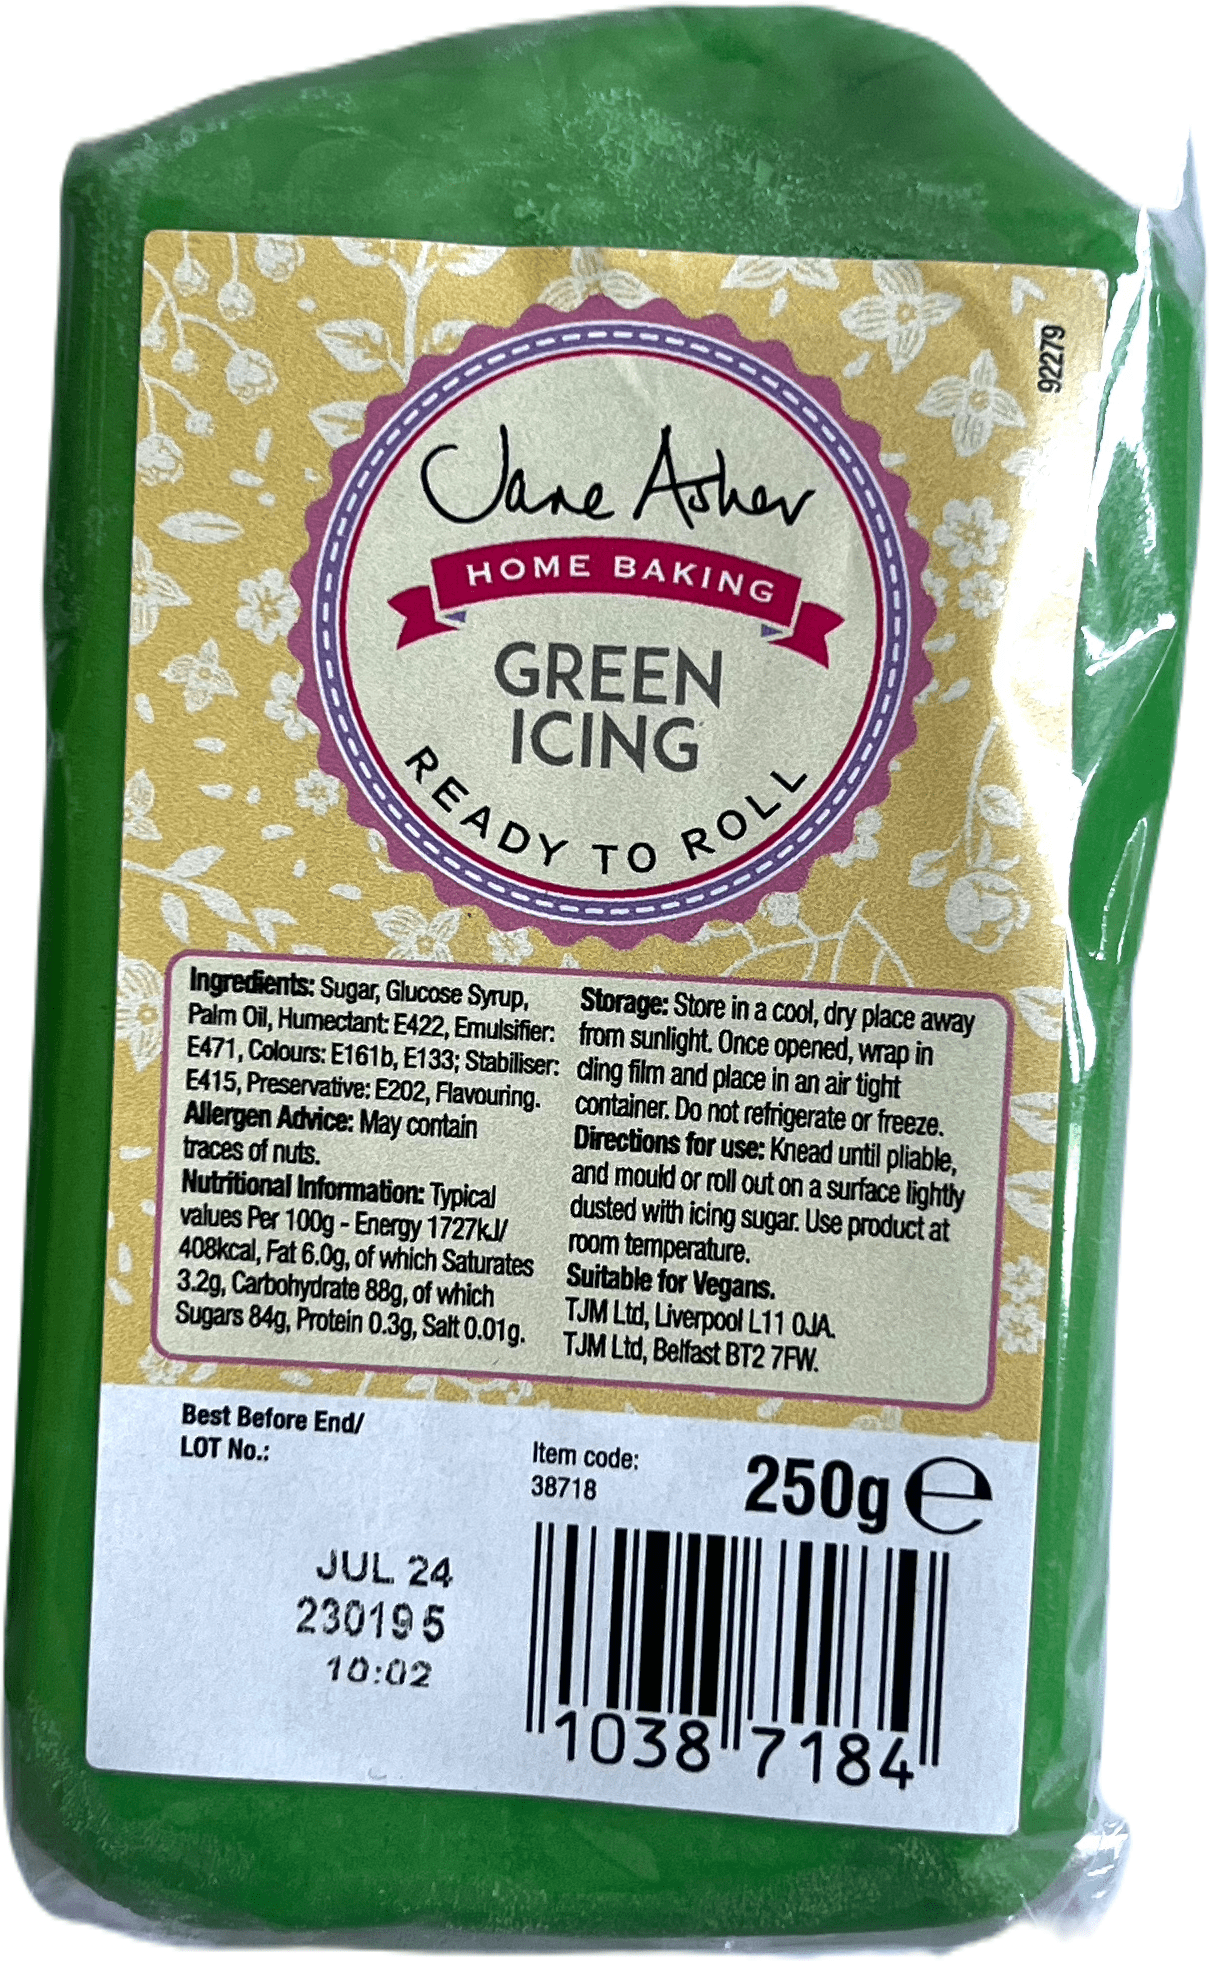 92279
Jane Asher
HOME BAKING
GREEN
ICING
READY TO ROLL
Ingredients: Sugar, Glucose Syrup,
Palm Oil, Humectant: E422, Emulsifier:
E471, Colours: E161b, E133; Stabiliser:
E415, Preservative: E202, Flavouring.
Allergen Advice: May contain
traces of nuts.
Nutritional Information: Typical
values Per 100g - Energy 1727kJ/
408kcal, Fat 6.0g, of which Saturates
3.2g, Carbohydrate 88g, of which
Sugars 84g, Protein 0.3g, Salt 0.01g.
Storage: Store in a cool, dry place away
from sunlight. Once opened, wrap in
cling film and place in an air tight
container. Do not refrigerate or freeze.
Directions for use: Knead until pliable,
and mould or roll out on a surface lightly
dusted with icing sugar. Use product at
room temperature.
Suitable for Vegans.
TJM Ltd, Liverpool L11 0JA.
TJM Ltd, Belfast BT2 7FW.
Best Before End/
LOT No.:
JUL 24
230195
10:02
Item code:
38718
250g ℮
1038 7184